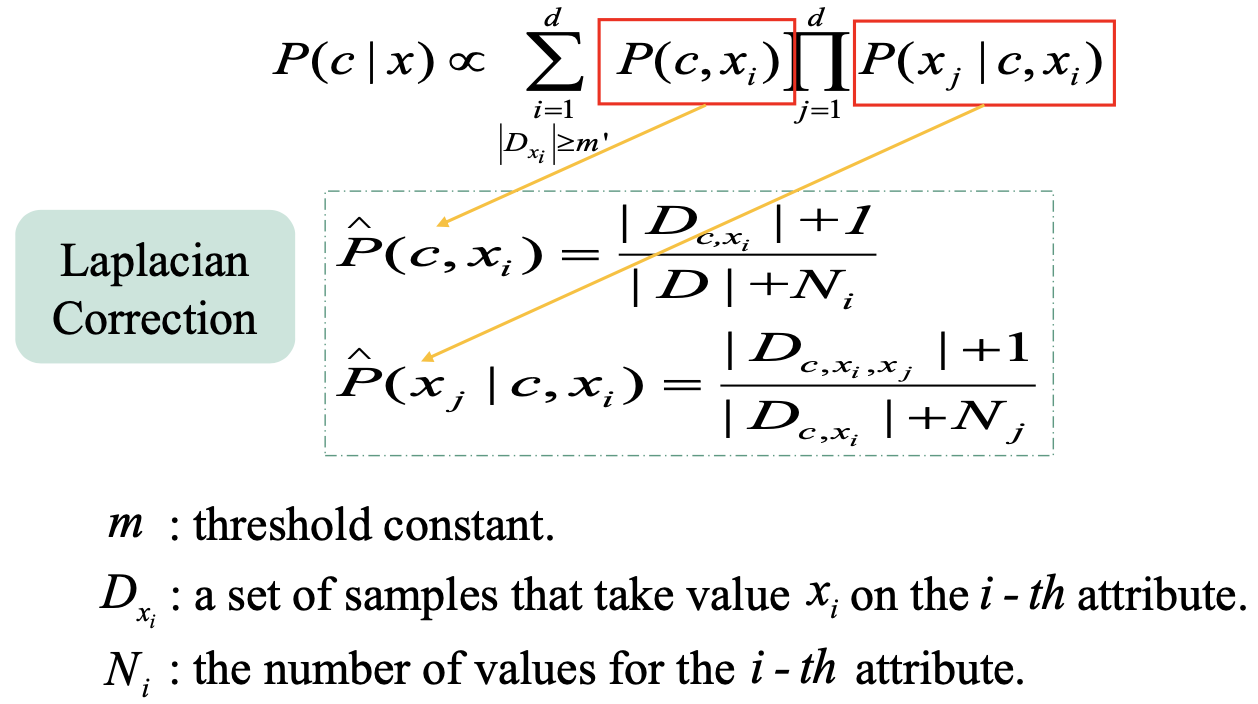 P(c | x) ∝ ∑_{i=1, |D_{x_i}|≥m'}^{d} P(c, x_i) ∏_{j=1}^{d} P(x_j | c, x_i)
Laplacian
Correction
P̂(c, x_i) = (| D_{c,x_i} | + 1) / (| D | + N_i)
P̂(x_j | c, x_i) = (| D_{c,x_i,x_j} | + 1) / (| D_{c,x_i} | + N_j)
m : threshold constant.
D_{x_i} : a set of samples that take value x_i on the i - th attribute.
N_i : the number of values for the i - th attribute.